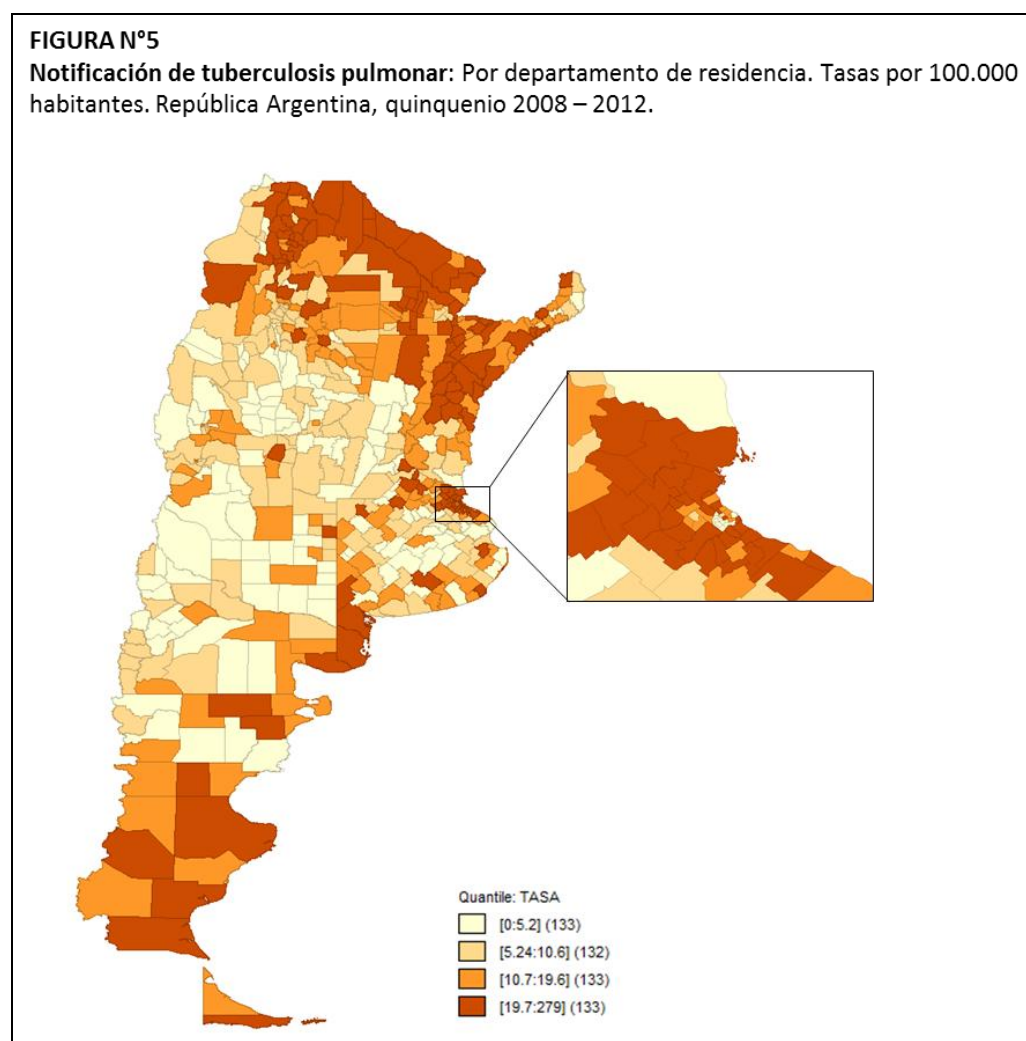 FIGURA N°5
Notificación de tuberculosis pulmonar: Por departamento de residencia. Tasas por 100.000
habitantes. República Argentina, quinquenio 2008 – 2012.
Quantile: TASA
[0:5.2] (133)
[5.24:10.6] (132)
[10.7:19.6] (133)
[19.7:279] (133)